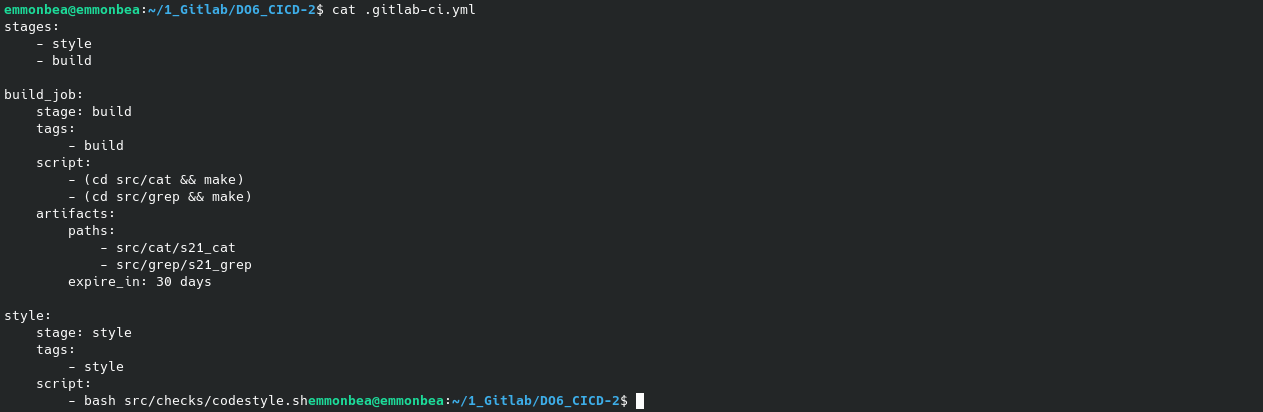 emmonbea@emmonbea:~/1_Gitlab/DO6_CICD-2$ cat .gitlab-ci.yml
stages:
    - style
    - build

build_job:
    stage: build
    tags:
        - build
    script:
        - (cd src/cat && make)
        - (cd src/grep && make)
    artifacts:
        paths:
            - src/cat/s21_cat
            - src/grep/s21_grep
        expire_in: 30 days

style:
    stage: style
    tags:
        - style
    script:
        - bash src/checks/codestyle.shemmonbea@emmonbea:~/1_Gitlab/DO6_CICD-2$